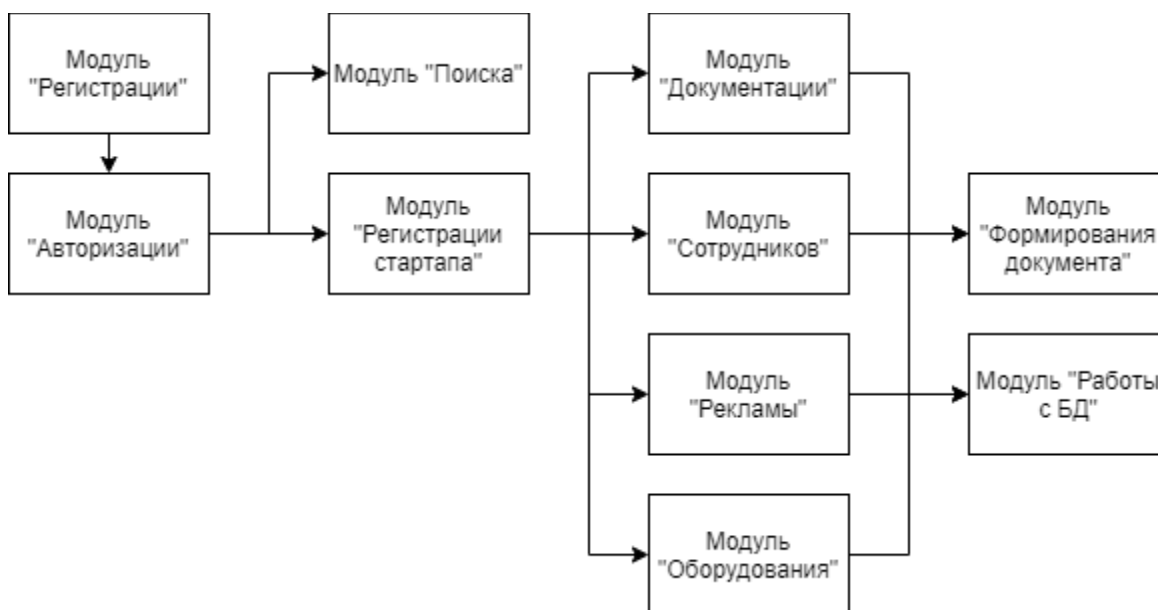 Модуль
"Регистрации"
Модуль "Поиска"
Модуль
"Документации"
Модуль
"Авторизации"
Модуль
"Регистрации
стартапа"
Модуль
"Сотрудников"
Модуль
"Формирования
документа"
Модуль
"Рекламы"
Модуль "Работы
с БД"
Модуль
"Оборудования"